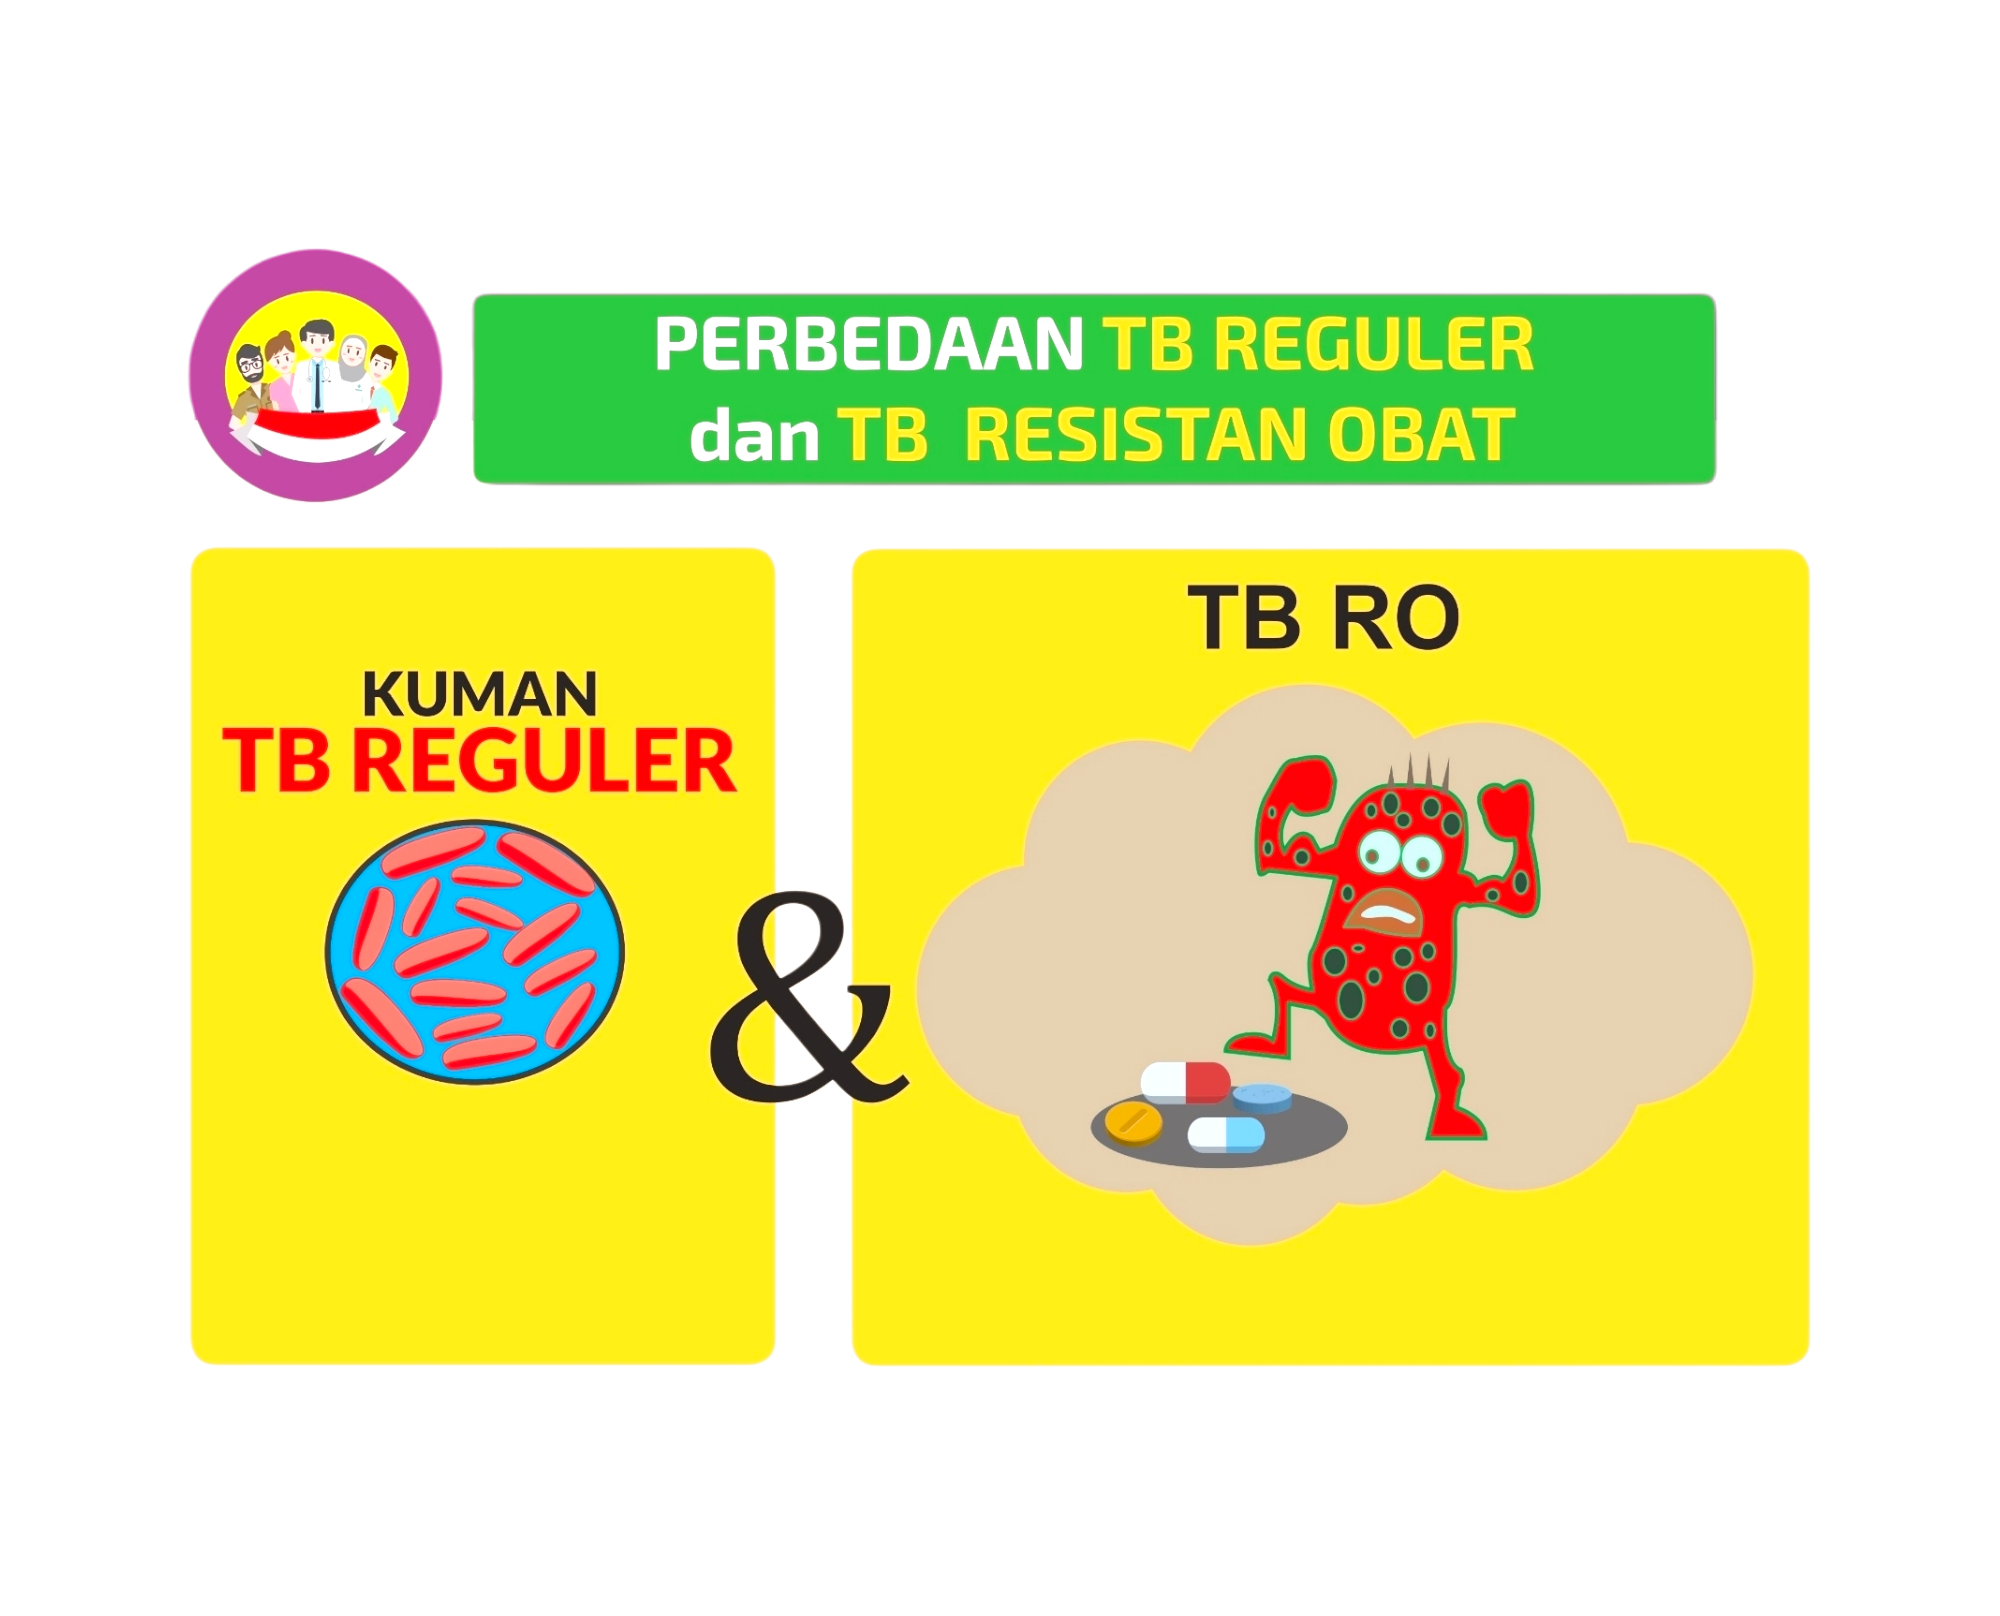 PERBEDAAN TB REGULER
dan TB RESISTAN OBAT
KUMAN
TB REGULER
&
TB RO